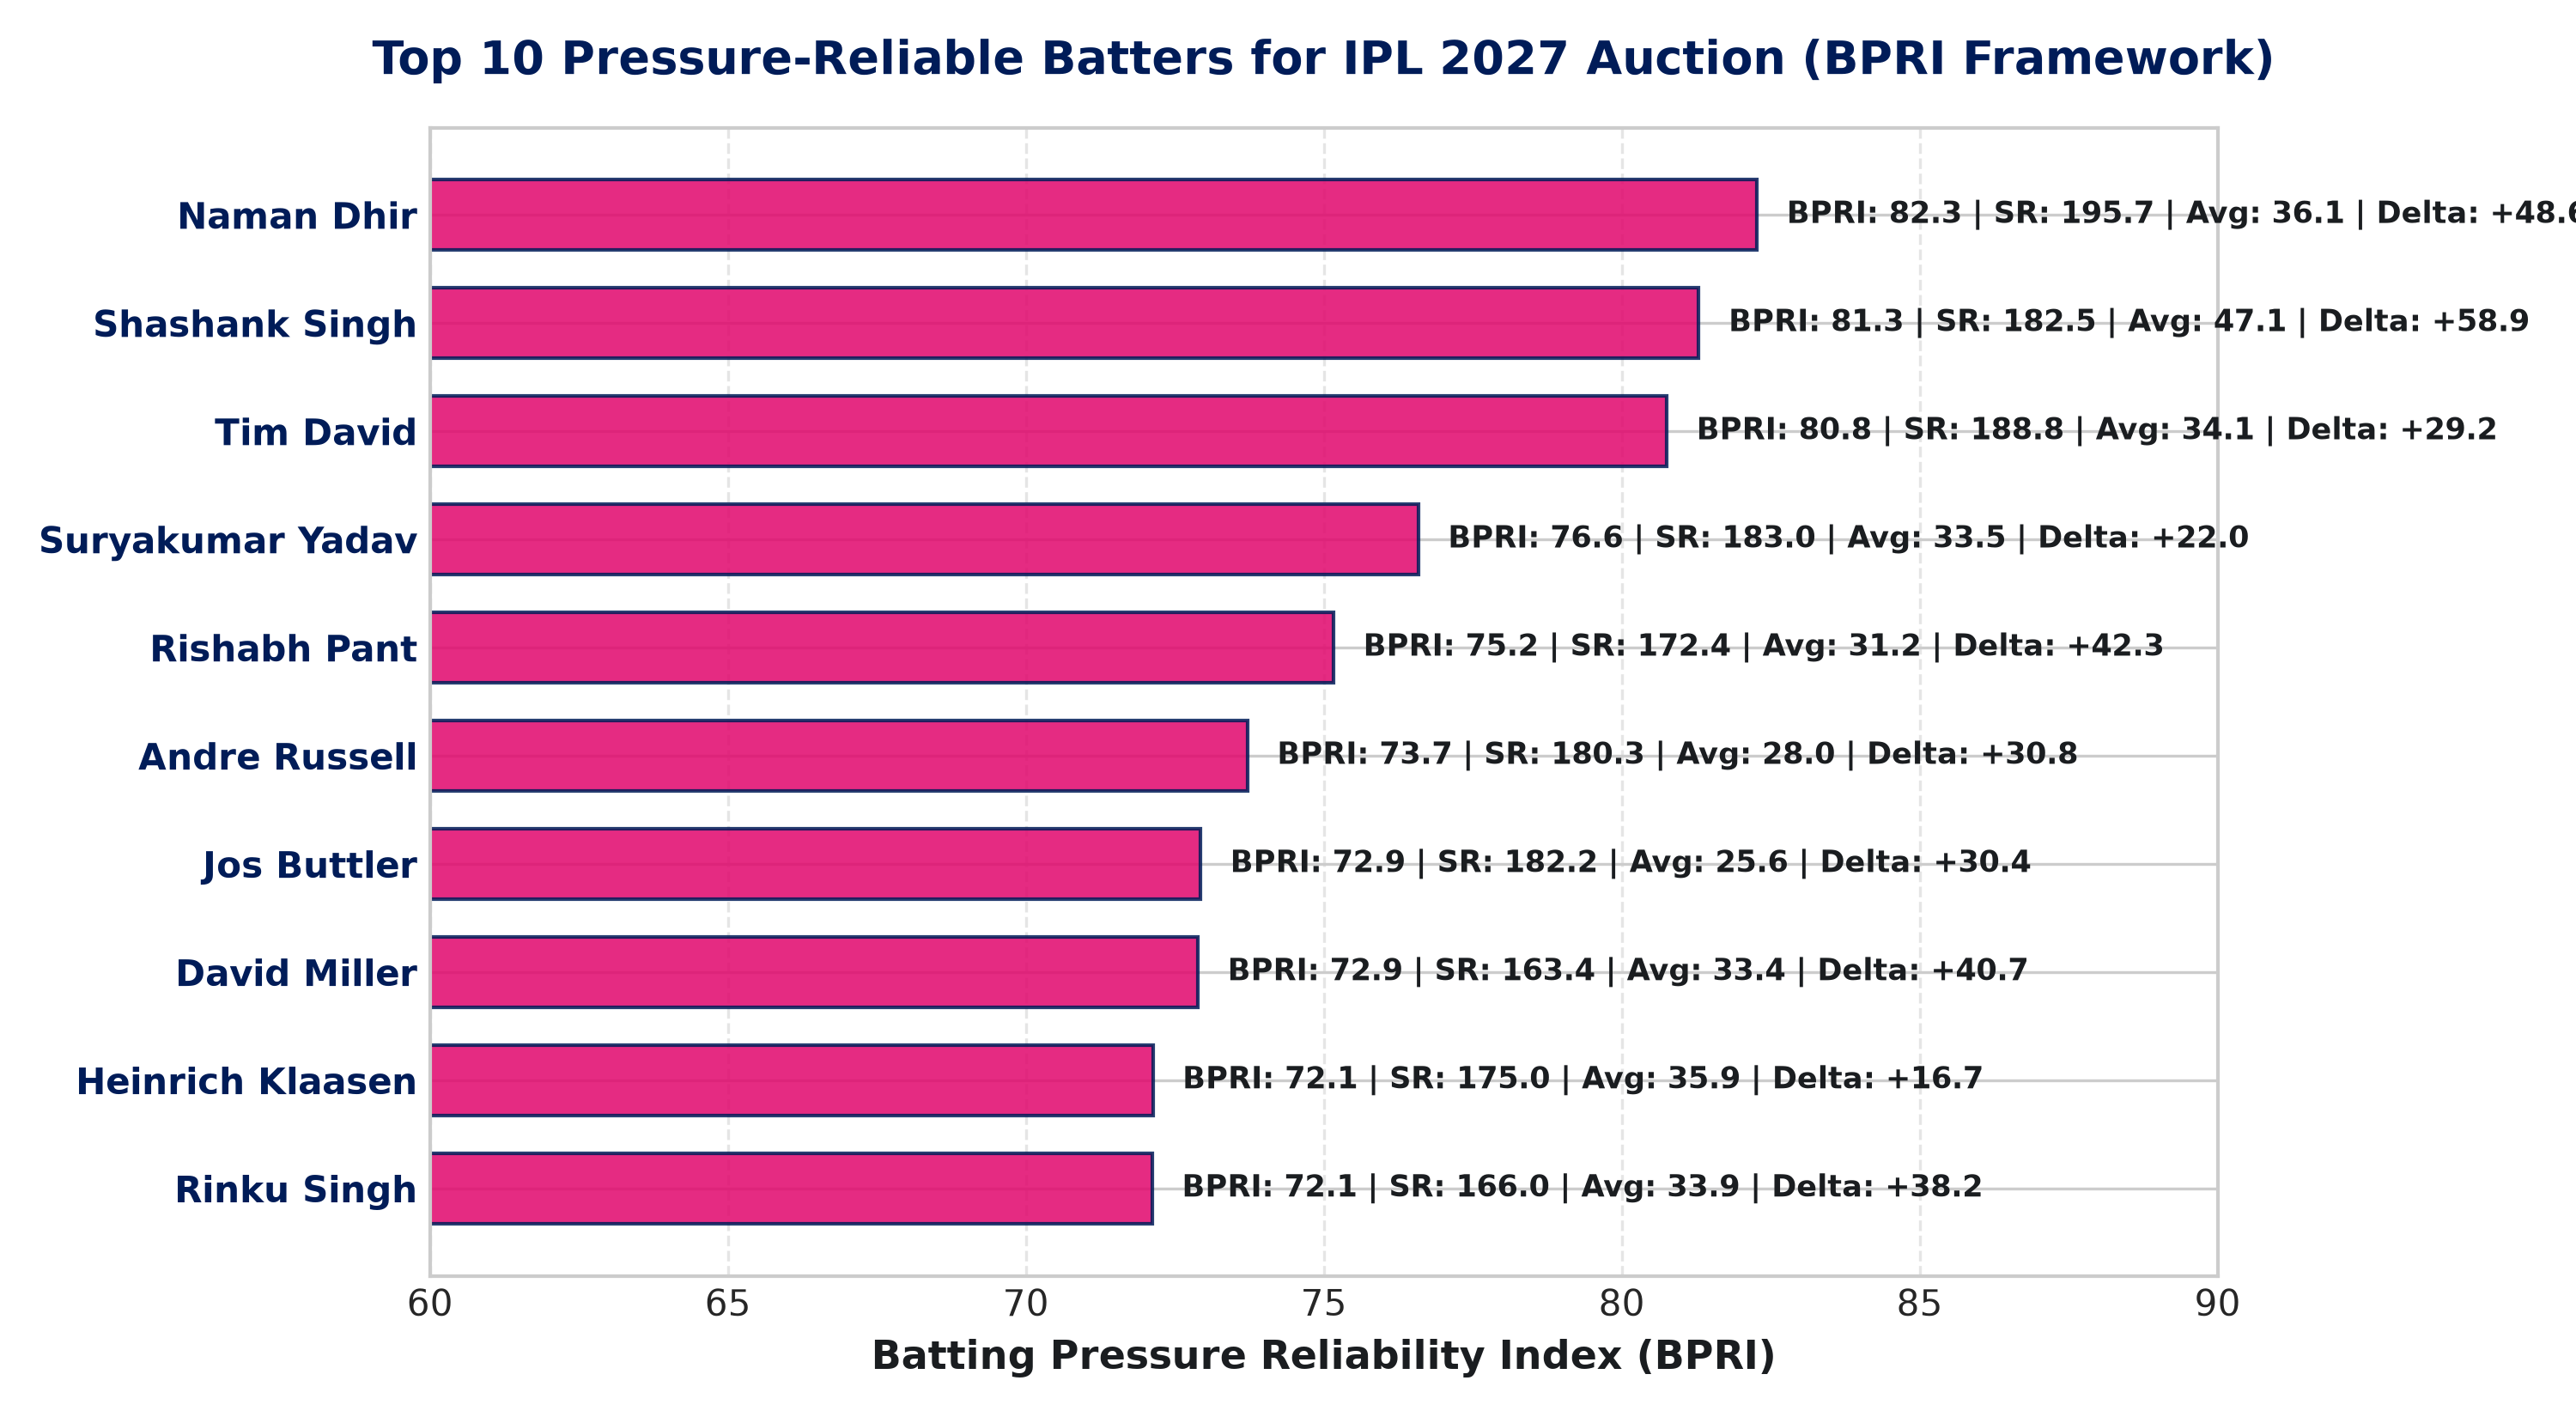 Top 10 Pressure-Reliable Batters for IPL 2027 Auction (BPRI Framework)
Naman Dhir BPRI: 82.3 | SR: 195.7 | Avg: 36.1 | Delta: +48.6
Shashank Singh BPRI: 81.3 | SR: 182.5 | Avg: 47.1 | Delta: +58.9
Tim David BPRI: 80.8 | SR: 188.8 | Avg: 34.1 | Delta: +29.2
Suryakumar Yadav BPRI: 76.6 | SR: 183.0 | Avg: 33.5 | Delta: +22.0
Rishabh Pant BPRI: 75.2 | SR: 172.4 | Avg: 31.2 | Delta: +42.3
Andre Russell BPRI: 73.7 | SR: 180.3 | Avg: 28.0 | Delta: +30.8
Jos Buttler BPRI: 72.9 | SR: 182.2 | Avg: 25.6 | Delta: +30.4
David Miller BPRI: 72.9 | SR: 163.4 | Avg: 33.4 | Delta: +40.7
Heinrich Klaasen BPRI: 72.1 | SR: 175.0 | Avg: 35.9 | Delta: +16.7
Rinku Singh BPRI: 72.1 | SR: 166.0 | Avg: 33.9 | Delta: +38.2
60 65 70 75 80 85 90
Batting Pressure Reliability Index (BPRI)